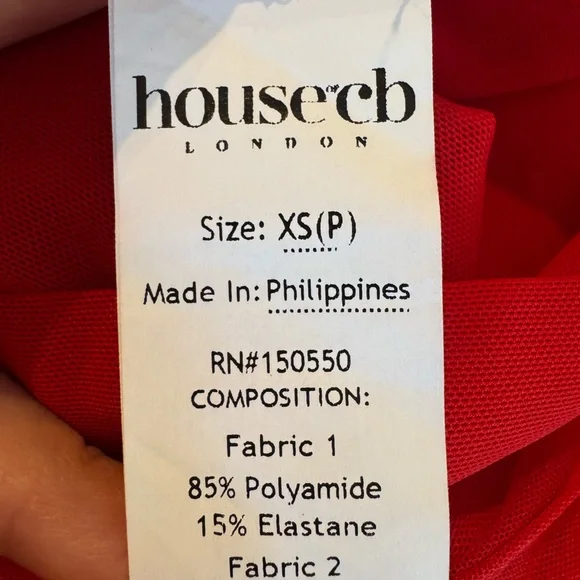 house of cb
LONDON
Size: XS(P)
Made In: Philippines
RN#150550
COMPOSITION:
Fabric 1
85% Polyamide
15% Elastane
Fabric 2